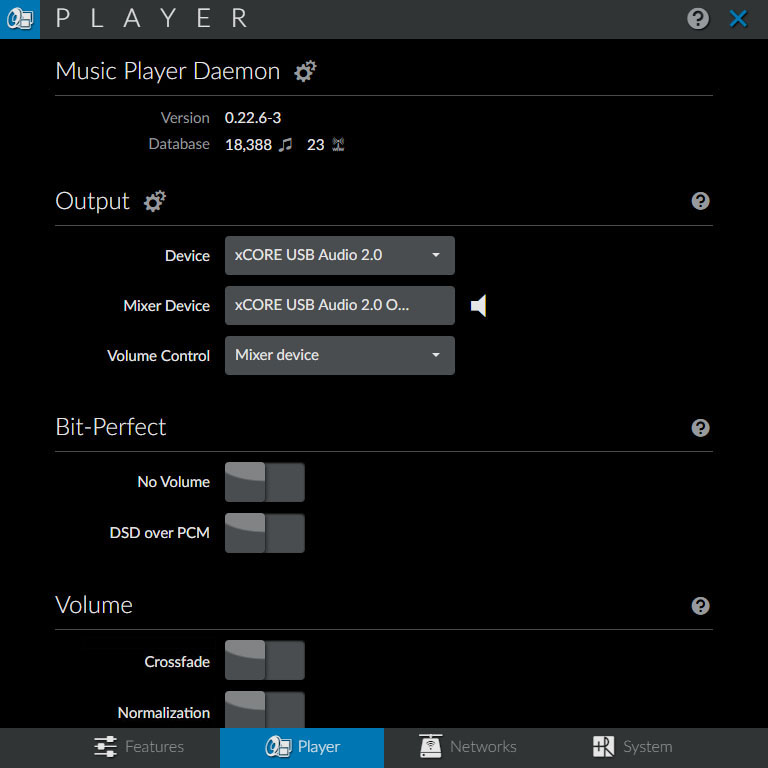 P L A Y E R
Music Player Daemon
Version 0.22.6-3
Database 18,388 23
Output
Device xCORE USB Audio 2.0
Mixer Device xCORE USB Audio 2.0 O...
Volume Control Mixer device
Bit-Perfect
No Volume
DSD over PCM
Volume
Crossfade
Normalization
Features Player Networks System